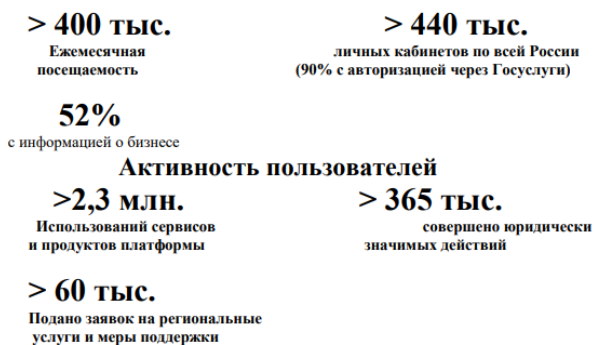 > 400 тыс.
Ежемесячная
посещаемость
> 440 тыс.
личных кабинетов по всей России
(90% с авторизацией через Госуслуги)
52%
с информацией о бизнесе
Активность пользователей
>2,3 млн.
Использований сервисов
и продуктов платформы
> 365 тыс.
совершено юридически
значимых действий
> 60 тыс.
Подано заявок на региональные
услуги и меры поддержки